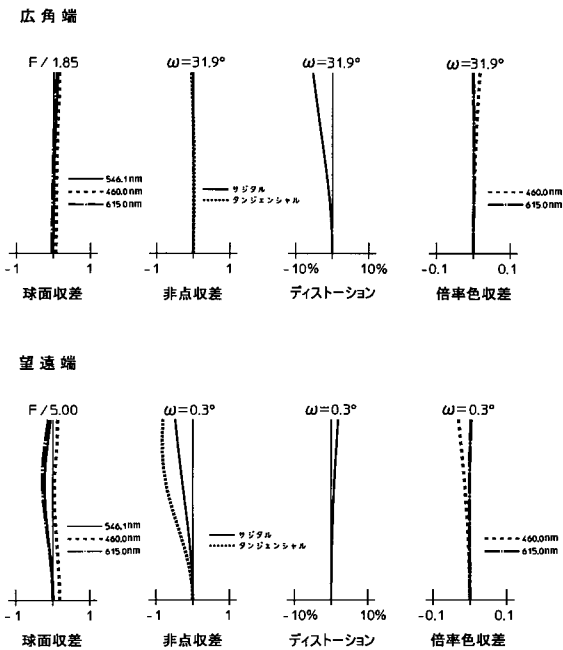 広角端
F/1.85
ω=31.9°
ω=31.9°
ω=31.9°
546.1nm
460.0nm
615.0nm
サジタル
タンジェンシャル
460.0nm
615.0nm
-1 1
-1 1
-10% 10%
-0.1 0.1
球面収差
非点収差
ディストーション
倍率色収差
望遠端
F/5.00
ω=0.3°
ω=0.3°
ω=0.3°
546.1nm
460.0nm
615.0nm
サジタル
タンジェンシャル
460.0nm
615.0nm
-1 1
-1 1
-10% 10%
-0.1 0.1
球面収差
非点収差
ディストーション
倍率色収差